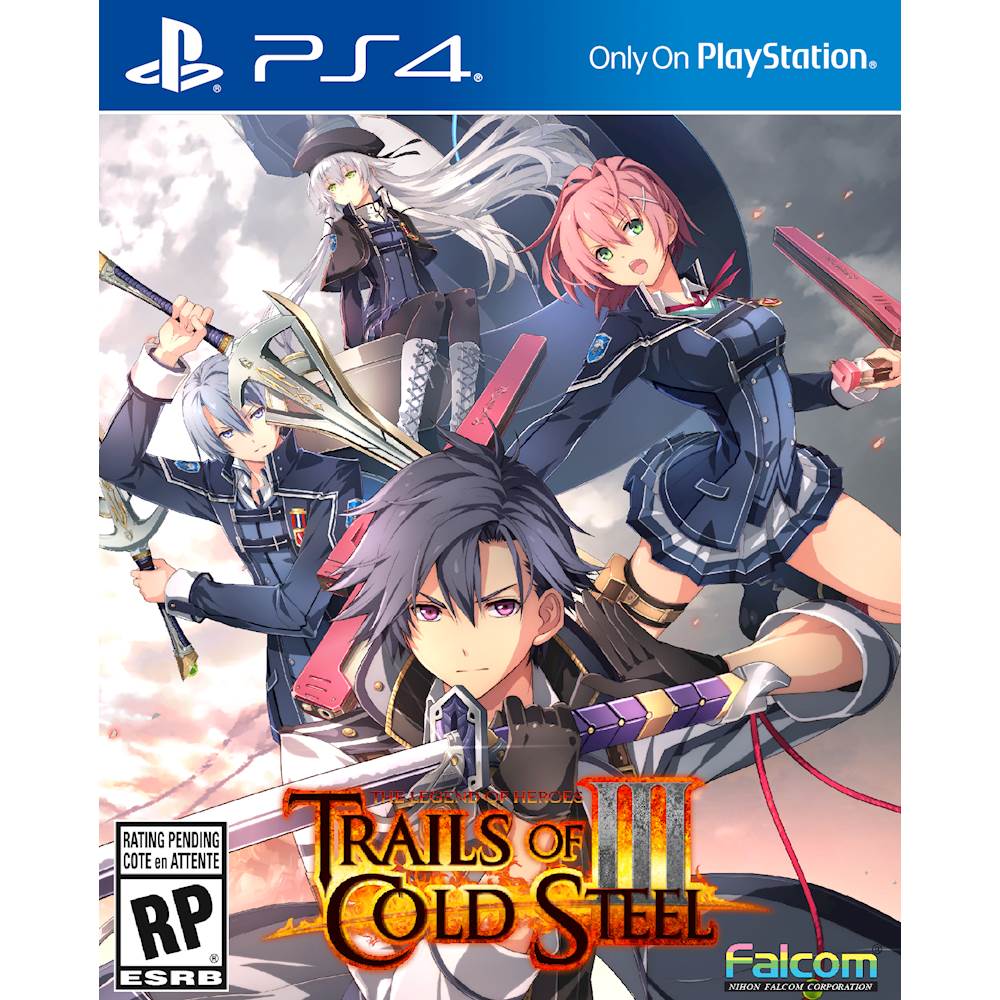 PS4®
Only On PlayStation®
THE LEGEND OF HEROES
TRAILS OF
COLD STEEL
III
RATING PENDING
COTE en ATTENTE
RP®
ESRB
Falcom
NIHON FALCOM CORPORATION